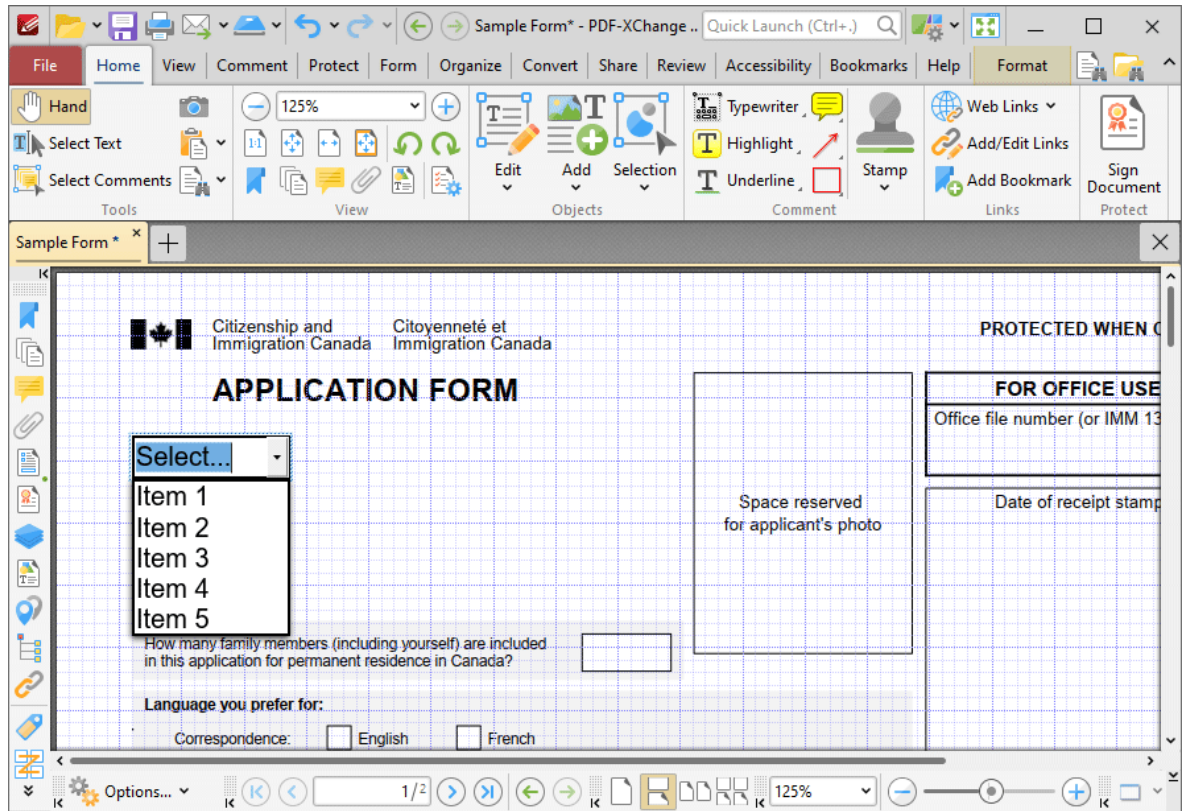 Sample Form* - PDF-XChange ..
Quick Launch (Ctrl+.)
File Home View Comment Protect Form Organize Convert Share Review Accessibility Bookmarks Help Format
Hand
Select Text
Select Comments
Tools
125%
1:1
View
Edit
Add
Selection
Objects
Typewriter
Highlight
Underline
Stamp
Comment
Web Links
Add/Edit Links
Add Bookmark
Links
Sign
Document
Protect
Sample Form *
Citizenship and
Immigration Canada
Citoyenneté et
Immigration Canada
PROTECTED WHEN
APPLICATION FORM
FOR OFFICE USE
Office file number (or IMM 13
Select...
Item 1
Item 2
Item 3
Item 4
Item 5
Space reserved
for applicant's photo
Date of receipt stamp
How many family members (including yourself) are included
in this application for permanent residence in Canada?
Language you prefer for:
Correspondence: English French
Options...
1/2
125%